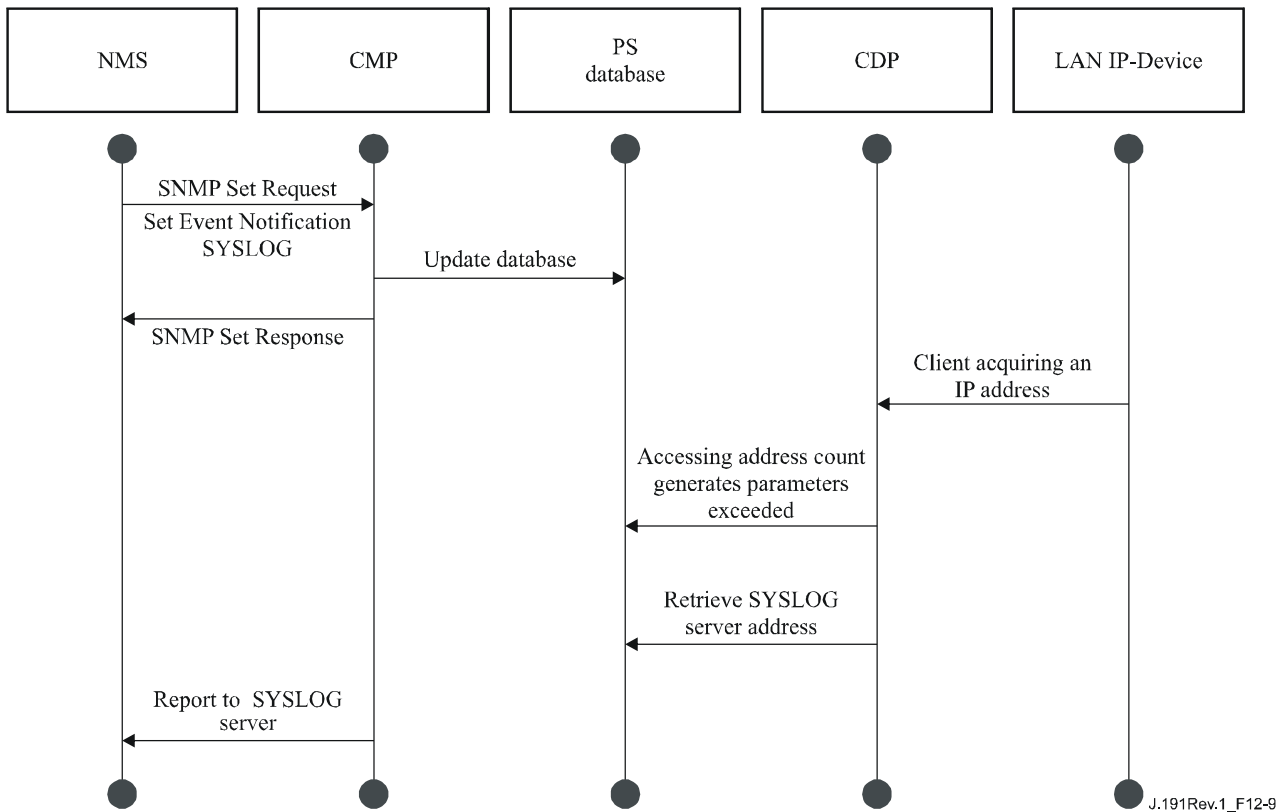 NMS
CMP
PS
database
CDP
LAN IP-Device
SNMP Set Request
Set Event Notification
SYSLOG
Update database
SNMP Set Response
Client acquiring an
IP address
Accessing address count
generates parameters
exceeded
Retrieve SYSLOG
server address
Report to SYSLOG
server
J.191Rev.1_F12-9